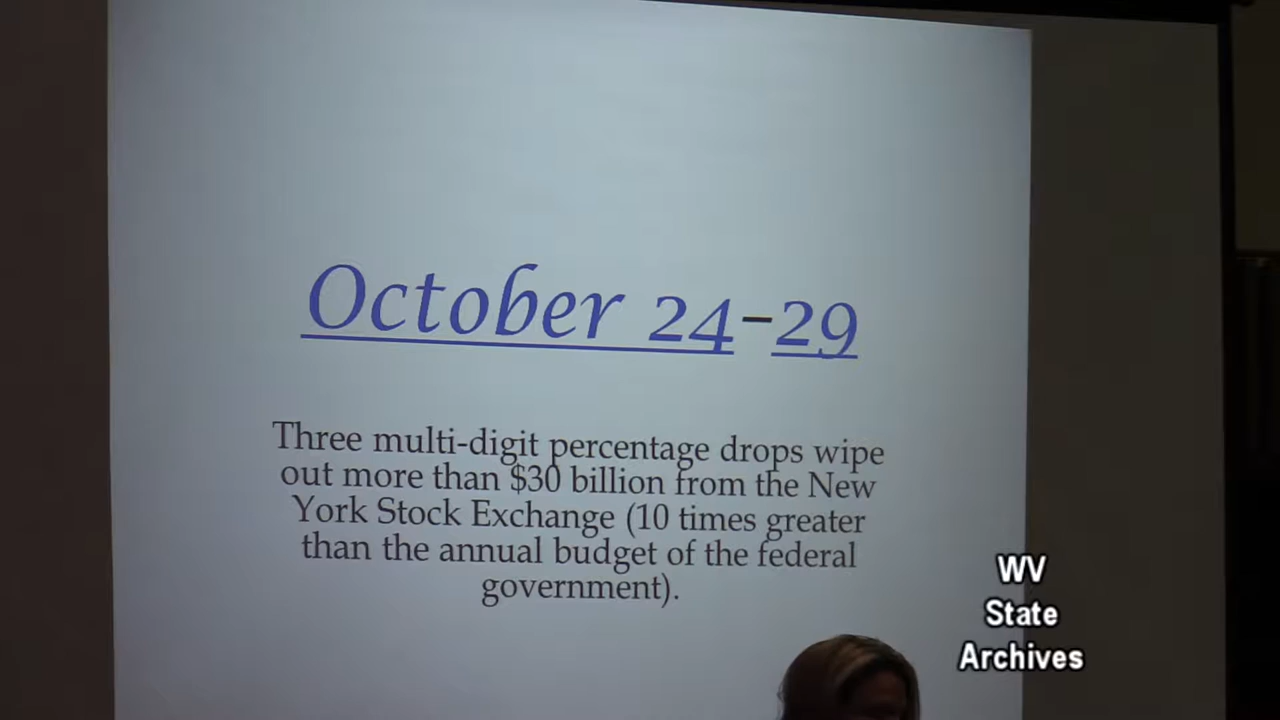 October 24-29
Three multi-digit percentage drops wipe
out more than $30 billion from the New
York Stock Exchange (10 times greater
than the annual budget of the federal
government).
WV
State
Archives